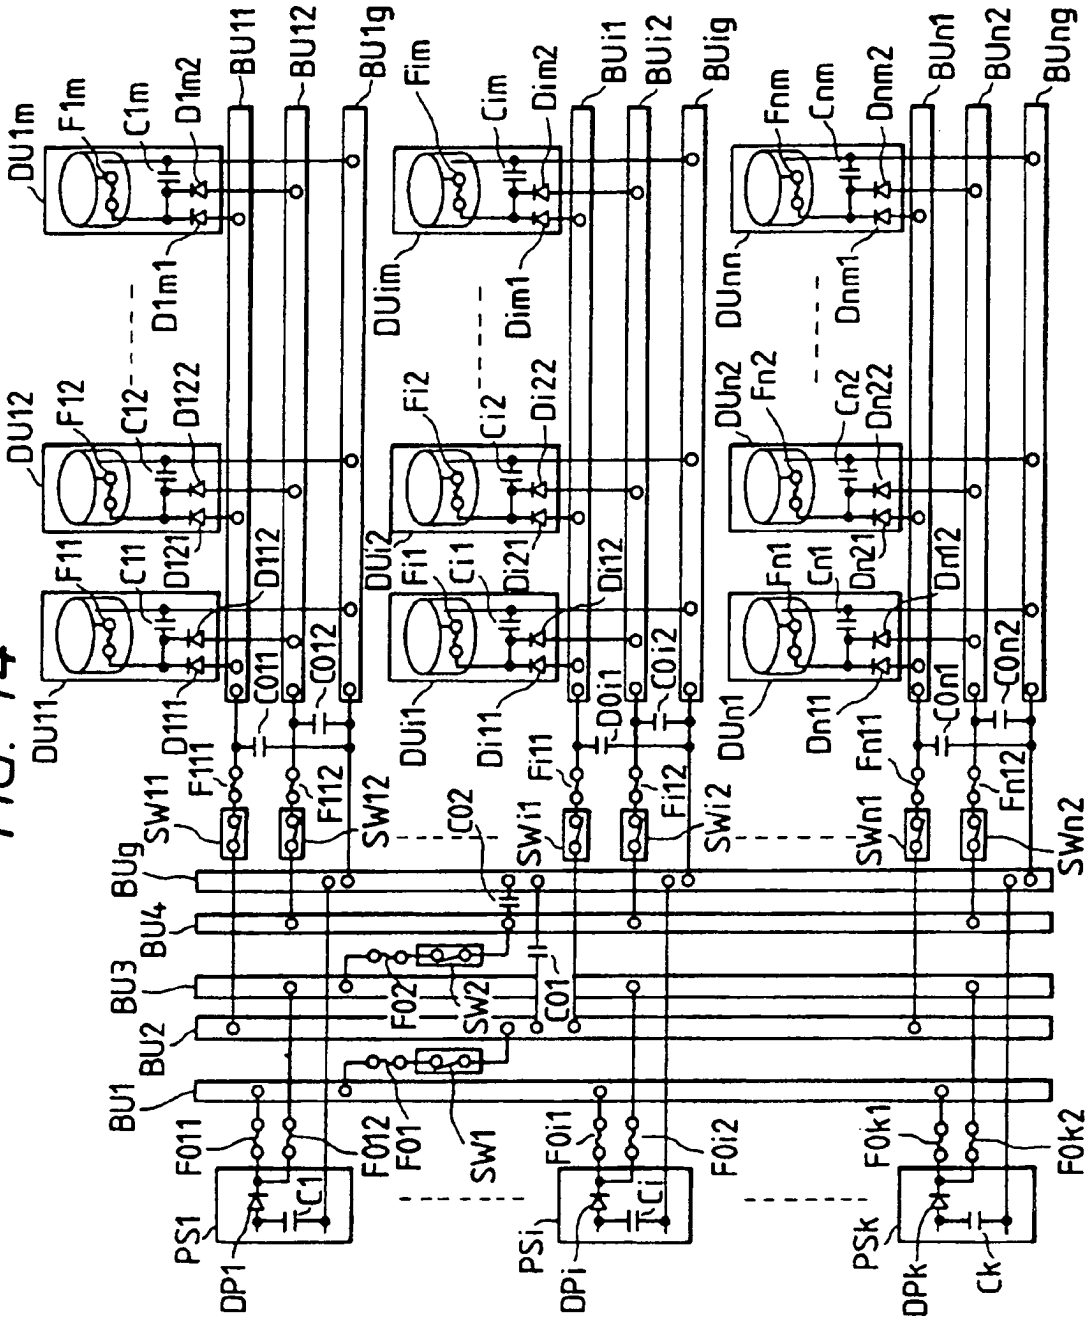 FIG. 14
DU11
F11
C11
D111
D112
DU12
F12
C12
D121
D122
DU1m
F1m
C1m
D1m1
D1m2
BU11
BU12
BU1g
SW11
F111
F112
SW12
C011
C012
DUi1
Fi1
Ci1
Di11
Di12
DUi2
Fi2
Ci2
Di21
Di22
DUim
Fim
Cim
Dim1
Dim2
BUi1
BUi2
BUig
SWi1
Fi11
Fi12
SWi2
D0i1
C0i2
DUn1
Fn1
Cn1
Dn11
Dn12
DUn2
Fn2
Cn2
Dn21
Dn22
DUnn
Fnm
Cnm
Dnm1
Dnm2
BUn1
BUn2
BUng
SWn1
Fn11
Fn12
SWn2
C0n1
C0n2
BUg
BU4
BU3
BU2
BU1
C02
C01
F02
SW2
F01
SW1
F011
F012
PS1
DP1
C1
F0i1
F0i2
PSi
DPi
Ci
F0k1
F0k2
PSk
DPk
Ck